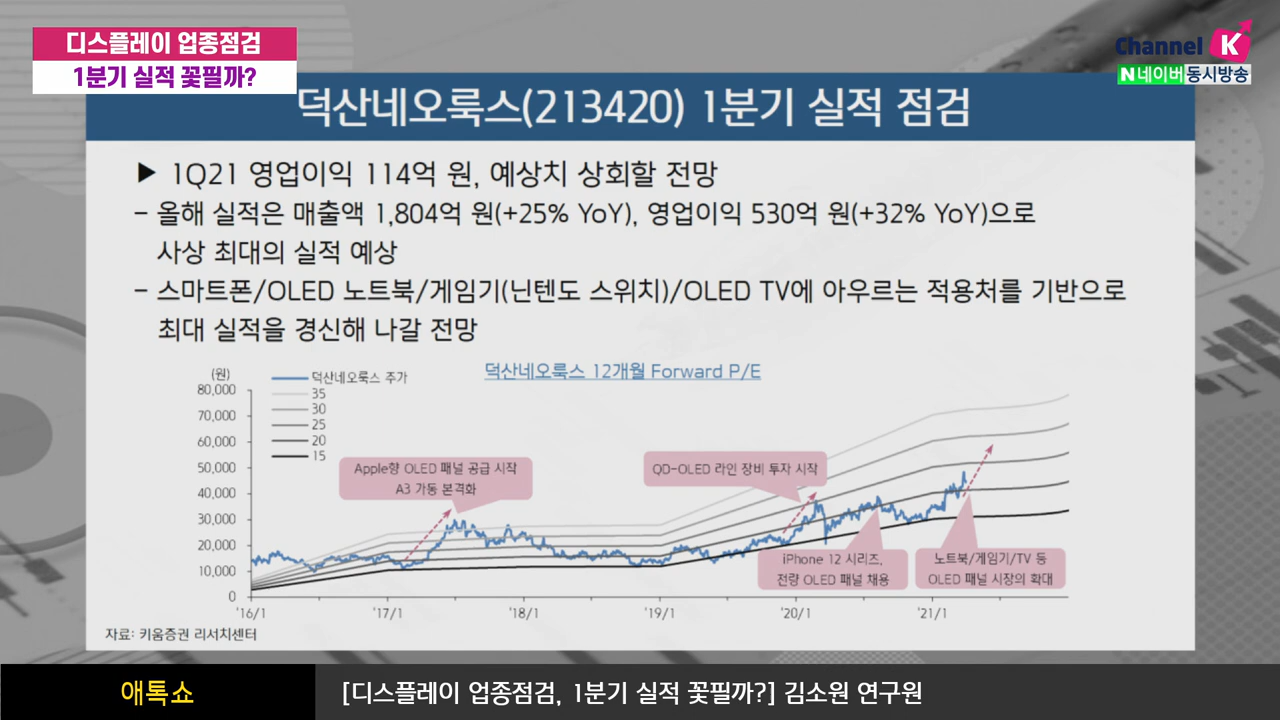 디스플레이 업종점검
1분기 실적 꽃필까?
Channel K
N 네이버 동시방송
덕산네오룩스(213420) 1분기 실적 점검
▶ 1Q21 영업이익 114억 원, 예상치 상회할 전망
- 올해 실적은 매출액 1,804억 원(+25% YoY), 영업이익 530억 원(+32% YoY)으로
사상 최대의 실적 예상
- 스마트폰/OLED 노트북/게임기(닌텐도 스위치)/OLED TV에 아우르는 적용처를 기반으로
최대 실적을 경신해 나갈 전망
덕산네오룩스 12개월 Forward P/E
(원)
80,000
70,000
60,000
50,000
40,000
30,000
20,000
10,000
0
덕산네오룩스 주가
35
30
25
20
15
Apple향 OLED 패널 공급 시작
A3 가동 본격화
QD-OLED 라인 장비 투자 시작
iPhone 12 시리즈,
전량 OLED 패널 채용
노트북/게임기/TV 등
OLED 패널 시장의 확대
'16/1 '17/1 '18/1 '19/1 '20/1 '21/1
자료: 키움증권 리서치센터
애톡쇼
[디스플레이 업종점검, 1분기 실적 꽃필까?] 김소원 연구원